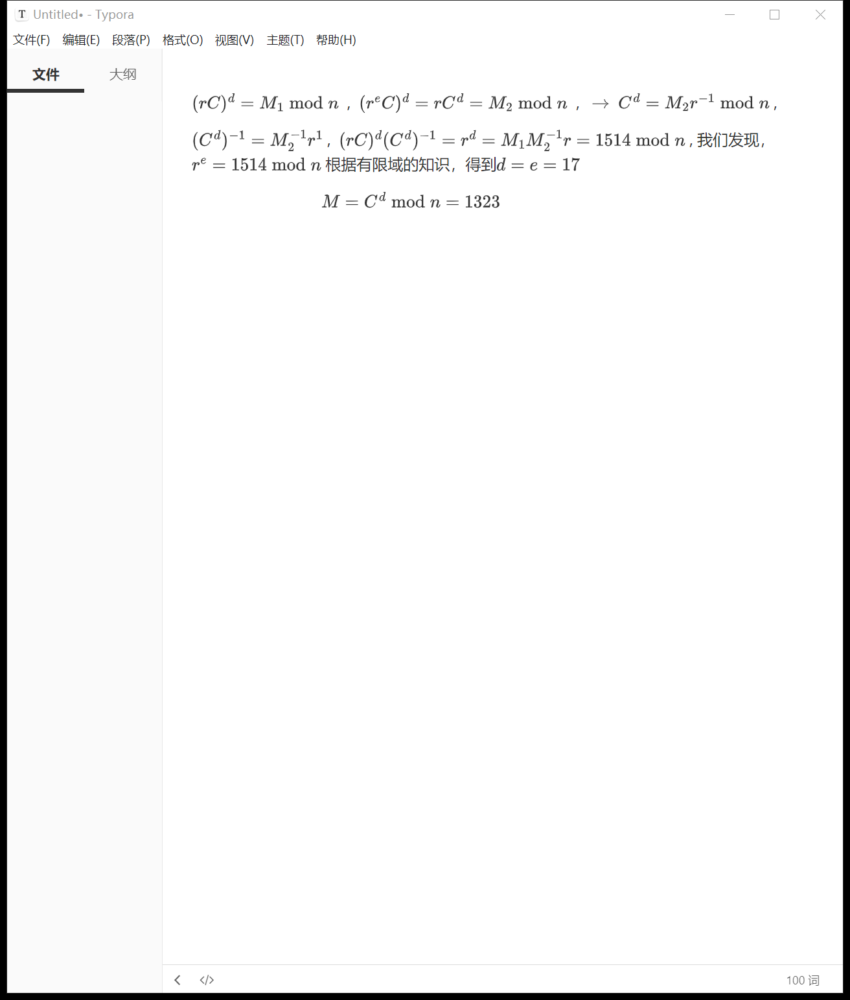 Untitled• - Typora
文件(F) 编辑(E) 段落(P) 格式(O) 视图(V) 主题(T) 帮助(H)
文件 大纲
$(rC)^d = M_1 \bmod n$ ，$(r^eC)^d = rC^d = M_2 \bmod n$ ，$\rightarrow C^d = M_2r^{-1} \bmod n$ ,
$(C^d)^{-1} = M_2^{-1}r^1$ , $(rC)^d(C^d)^{-1} = r^d = M_1M_2^{-1}r = 1514 \bmod n$ , 我们发现，
$r^e = 1514 \bmod n$ 根据有限域的知识，得到$d = e = 17$
$M = C^d \bmod n = 1323$
100 词